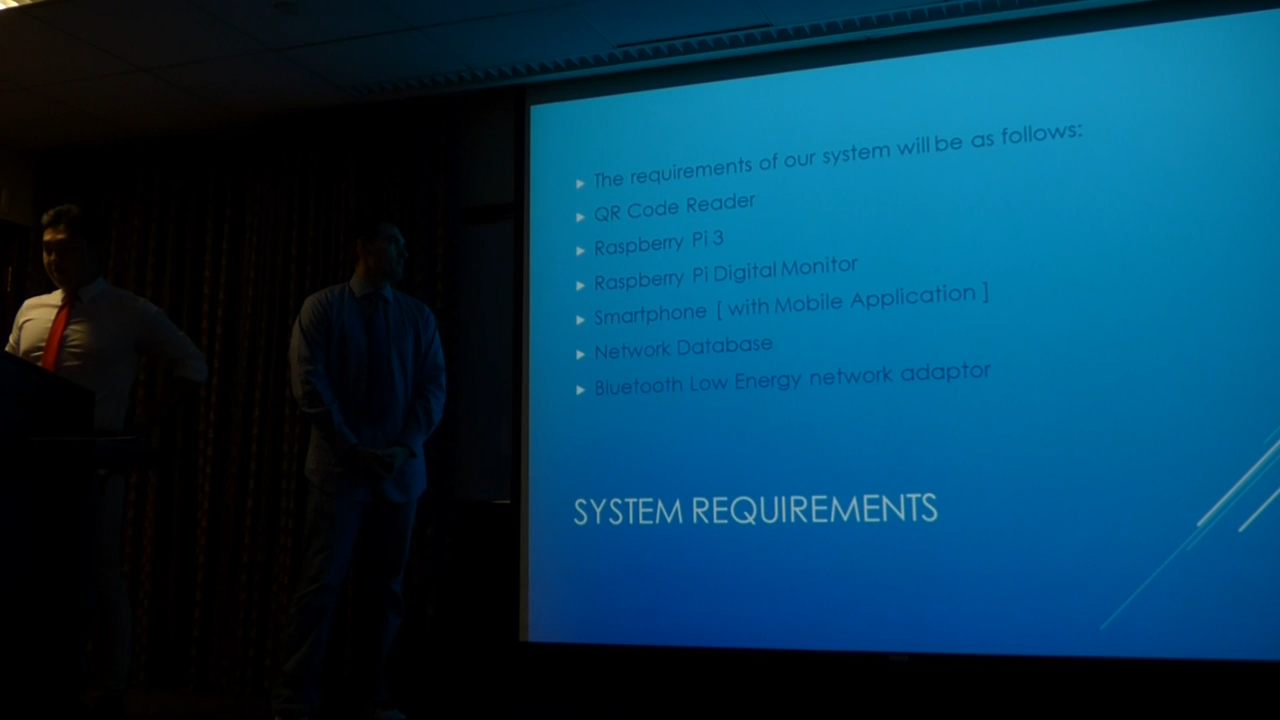 The requirements of our system will be as follows:
QR Code Reader
Raspberry Pi 3
Raspberry Pi Digital Monitor
Smartphone [ with Mobile Application ]
Network Database
Bluetooth Low Energy network adaptor
SYSTEM REQUIREMENTS